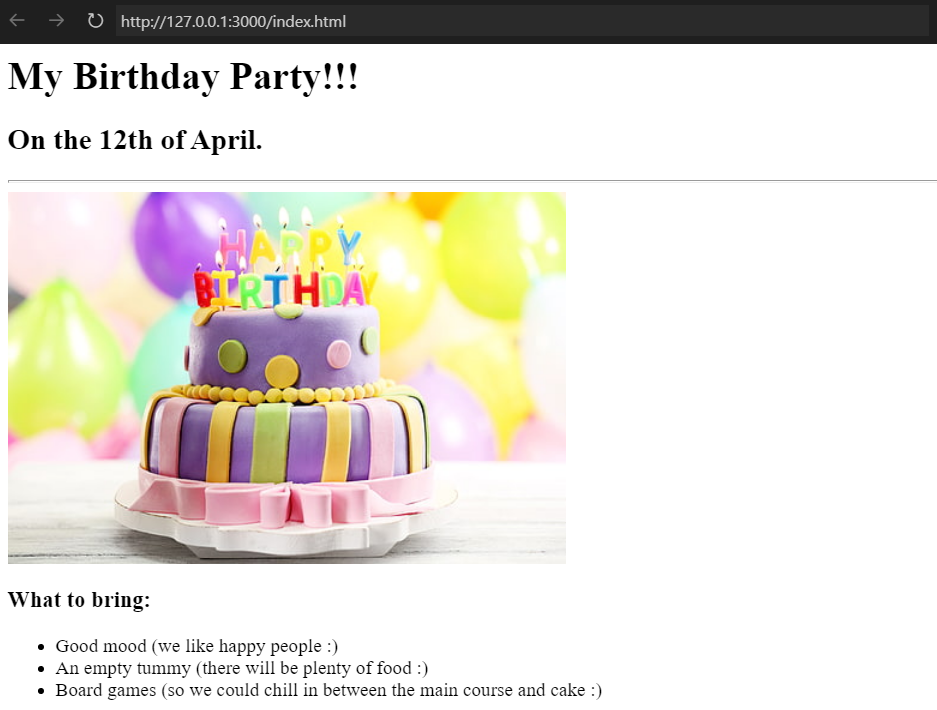 http://127.0.0.1:3000/index.html
My Birthday Party!!!
On the 12th of April.
HAPPY
BIRTHDAY
What to bring:
Good mood (we like happy people :)
An empty tummy (there will be plenty of food :)
Board games (so we could chill in between the main course and cake :)